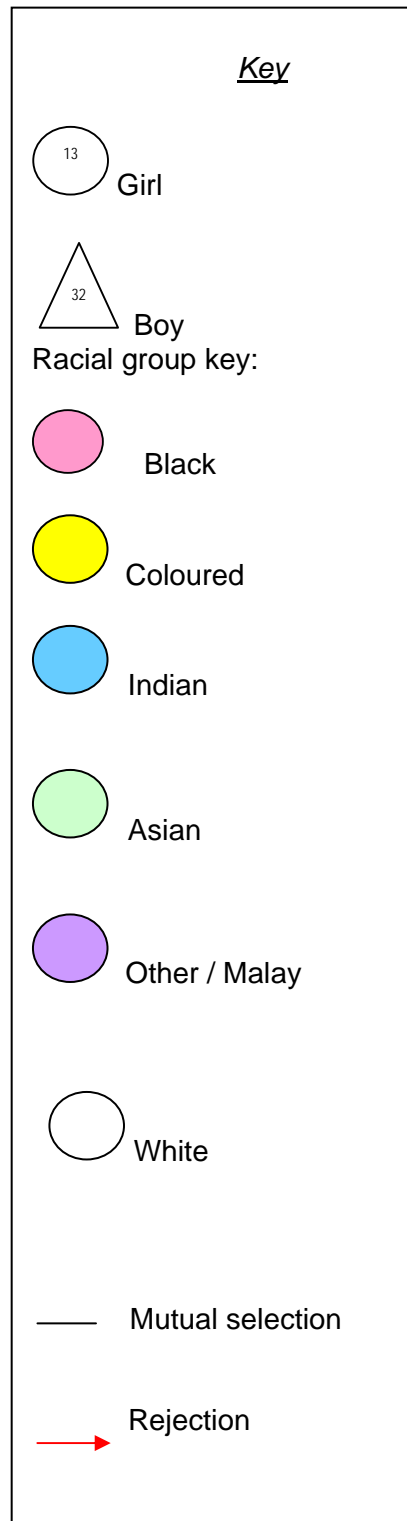 Key
13
Girl
32
Boy
Racial group key:
Black
Coloured
Indian
Asian
Other / Malay
White
Mutual selection
Rejection